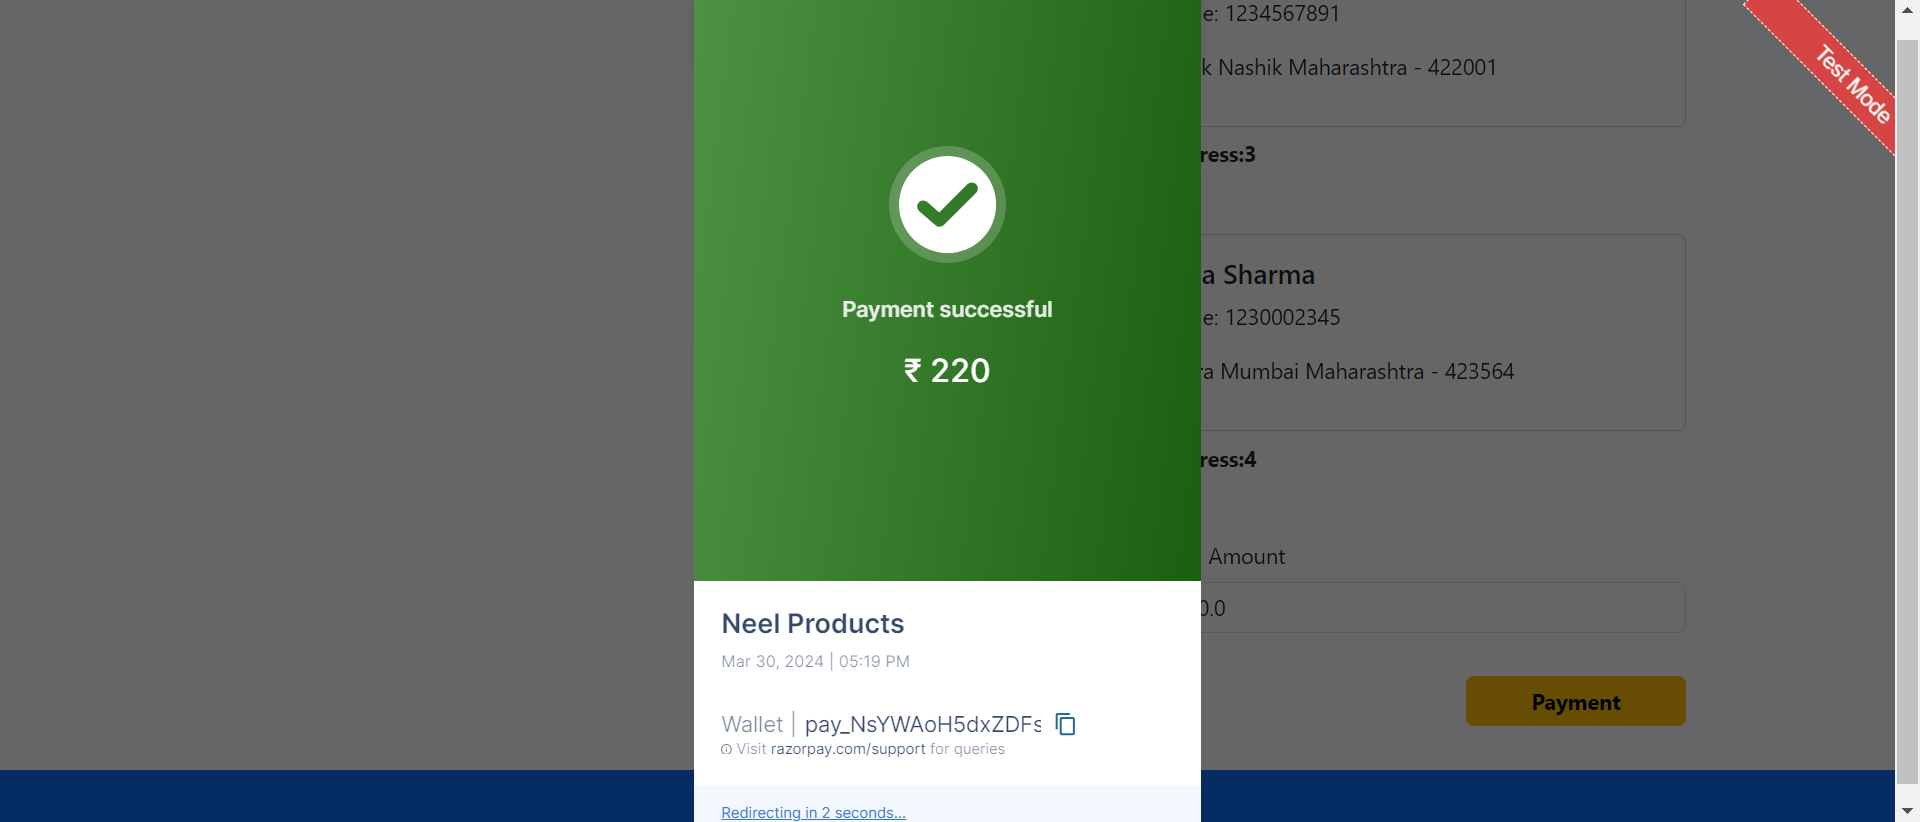 e: 1234567891
k Nashik Maharashtra - 422001
Test Mode
ress:3
Payment successful
₹ 220
a Sharma
e: 1230002345
ra Mumbai Maharashtra - 423564
ress:4
Amount
0.0
Neel Products
Mar 30, 2024 | 05:19 PM
Payment
Wallet | pay_NsYWAoH5dxZDFs
Visit razorpay.com/support for queries
Redirecting in 2 seconds...